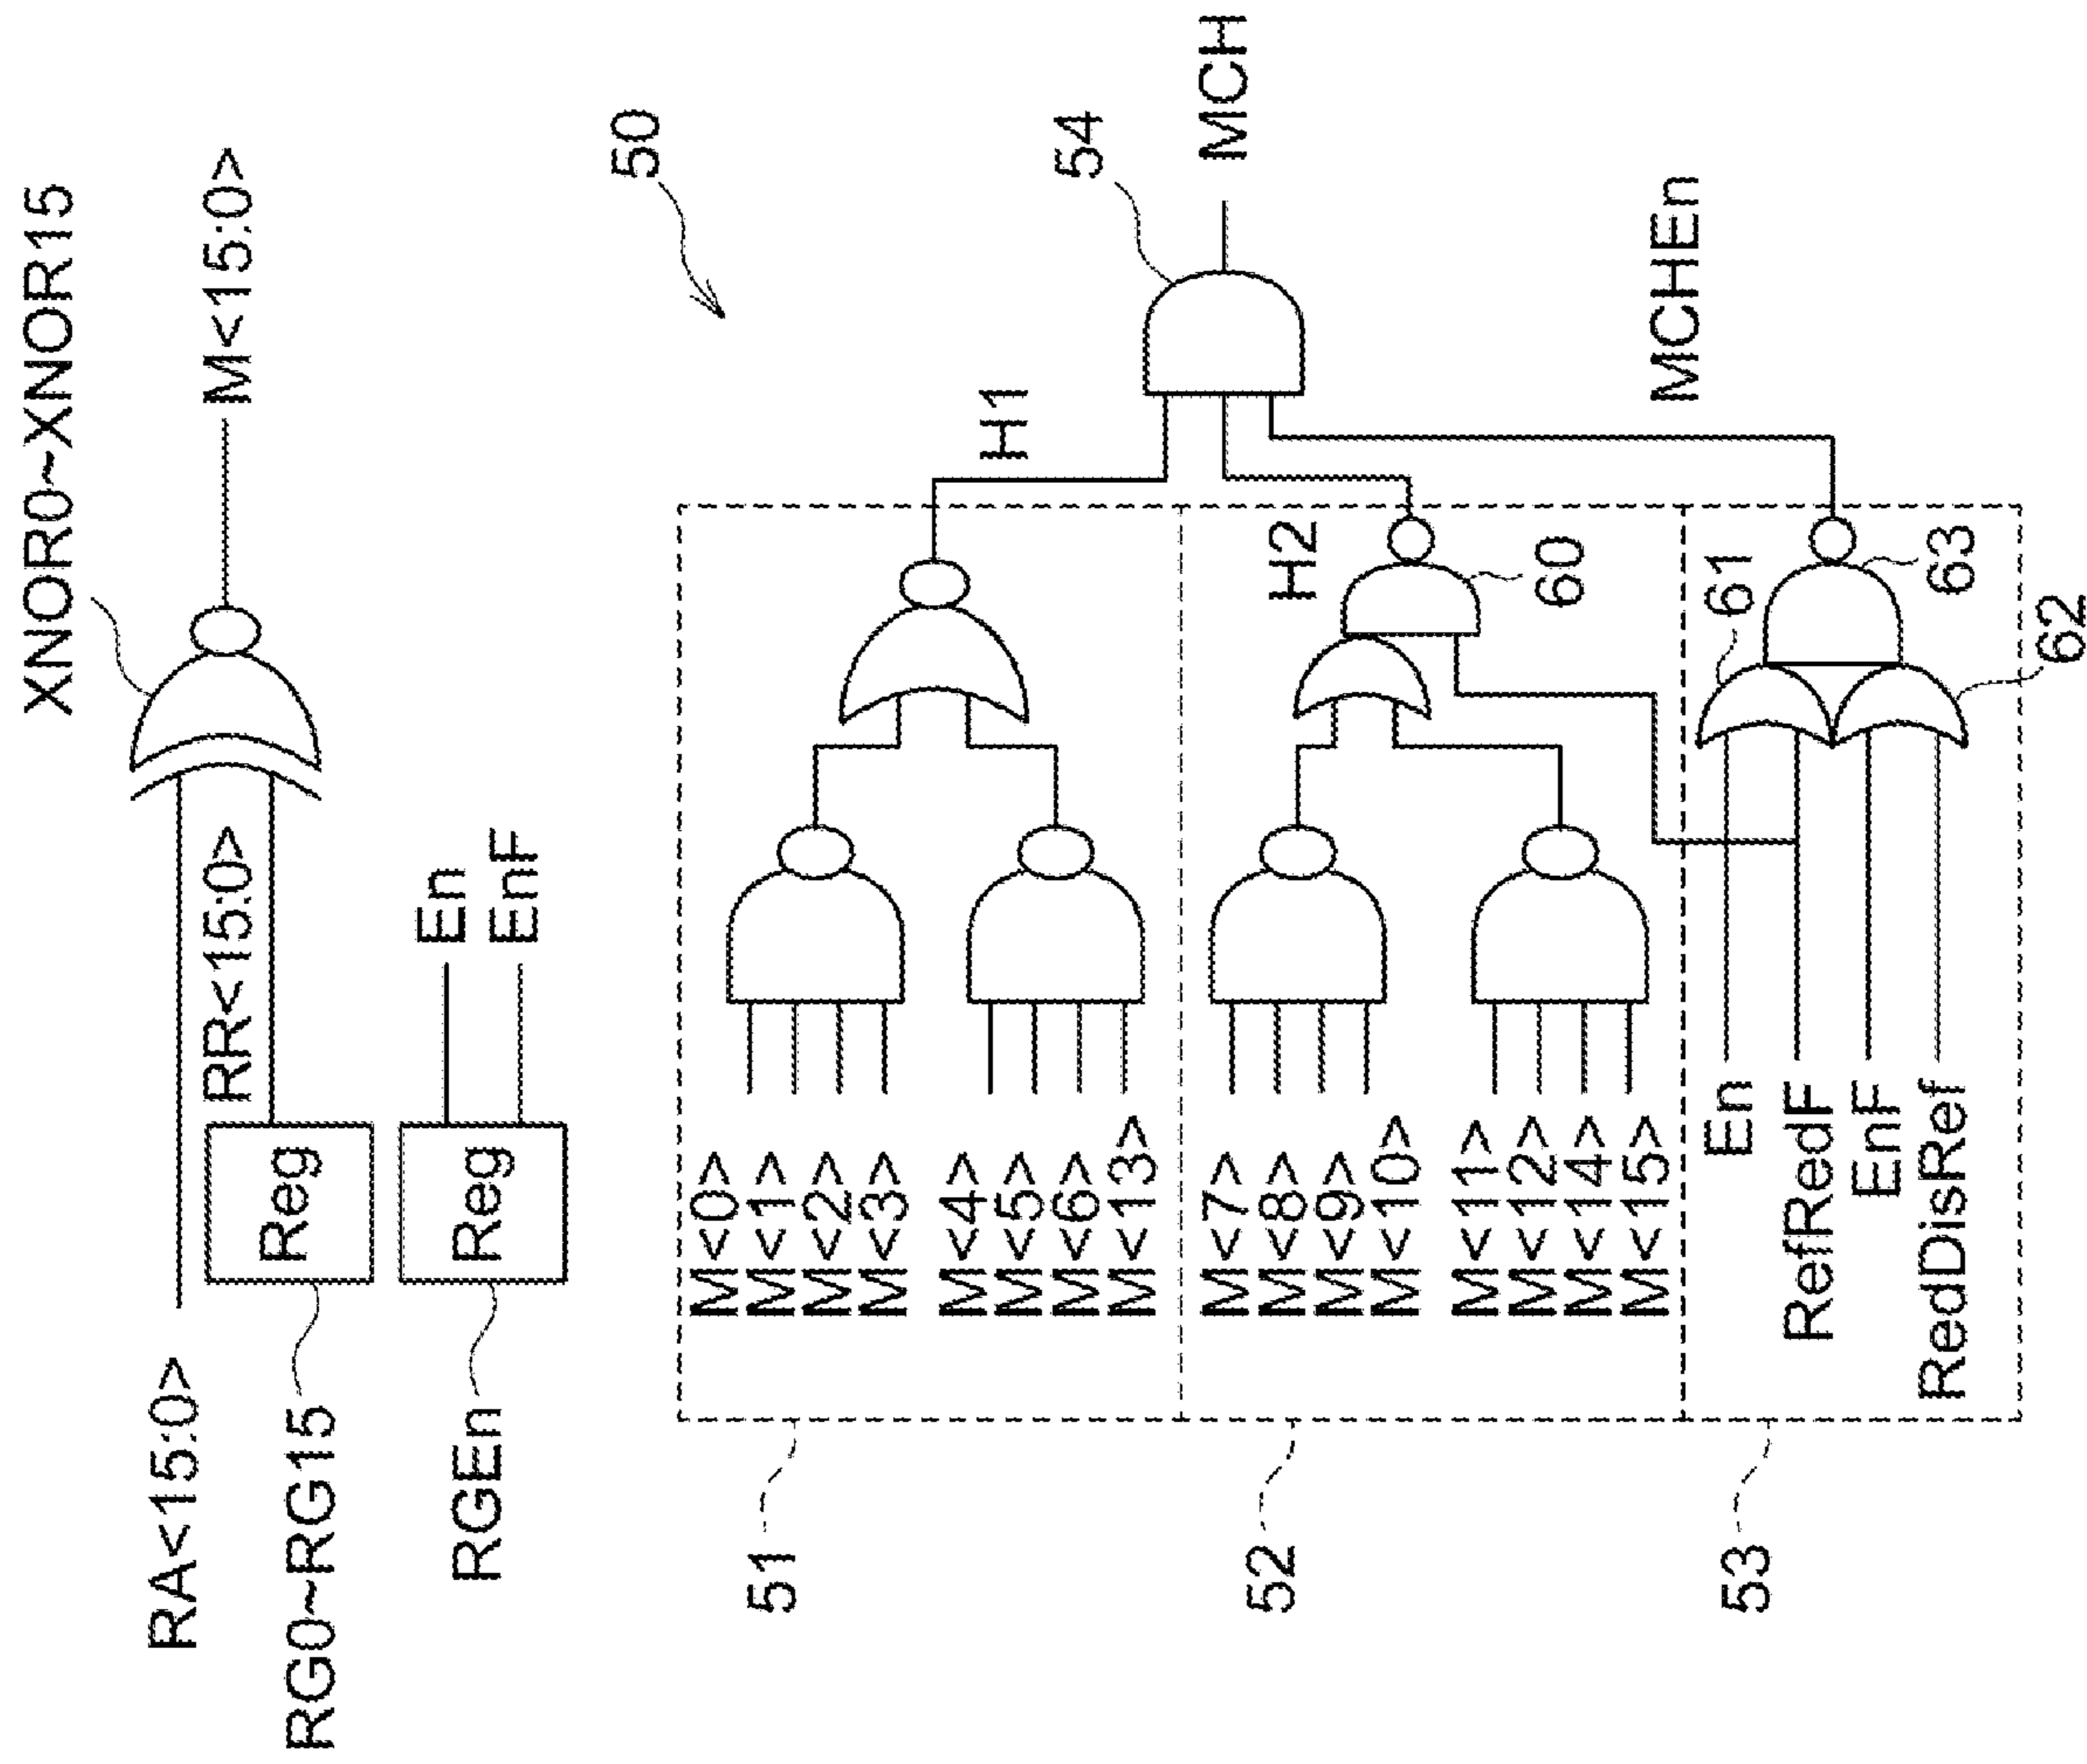 XNOR0~XNOR15
RA<15:0>
M<15:0>
RR<15:0>
Reg
RG0~RG15
Reg
En
EnF
RGEn
50
M<0>
M<1>
M<2>
M<3>
M<4>
M<5>
M<6>
M<13>
H1
51
54
MCH
M<7>
M<8>
M<9>
M<10>
M<11>
M<12>
M<14>
M<15>
H2
60
52
MCHEn
En
RefRedF
EnF
RedDisRef
61
63
62
53